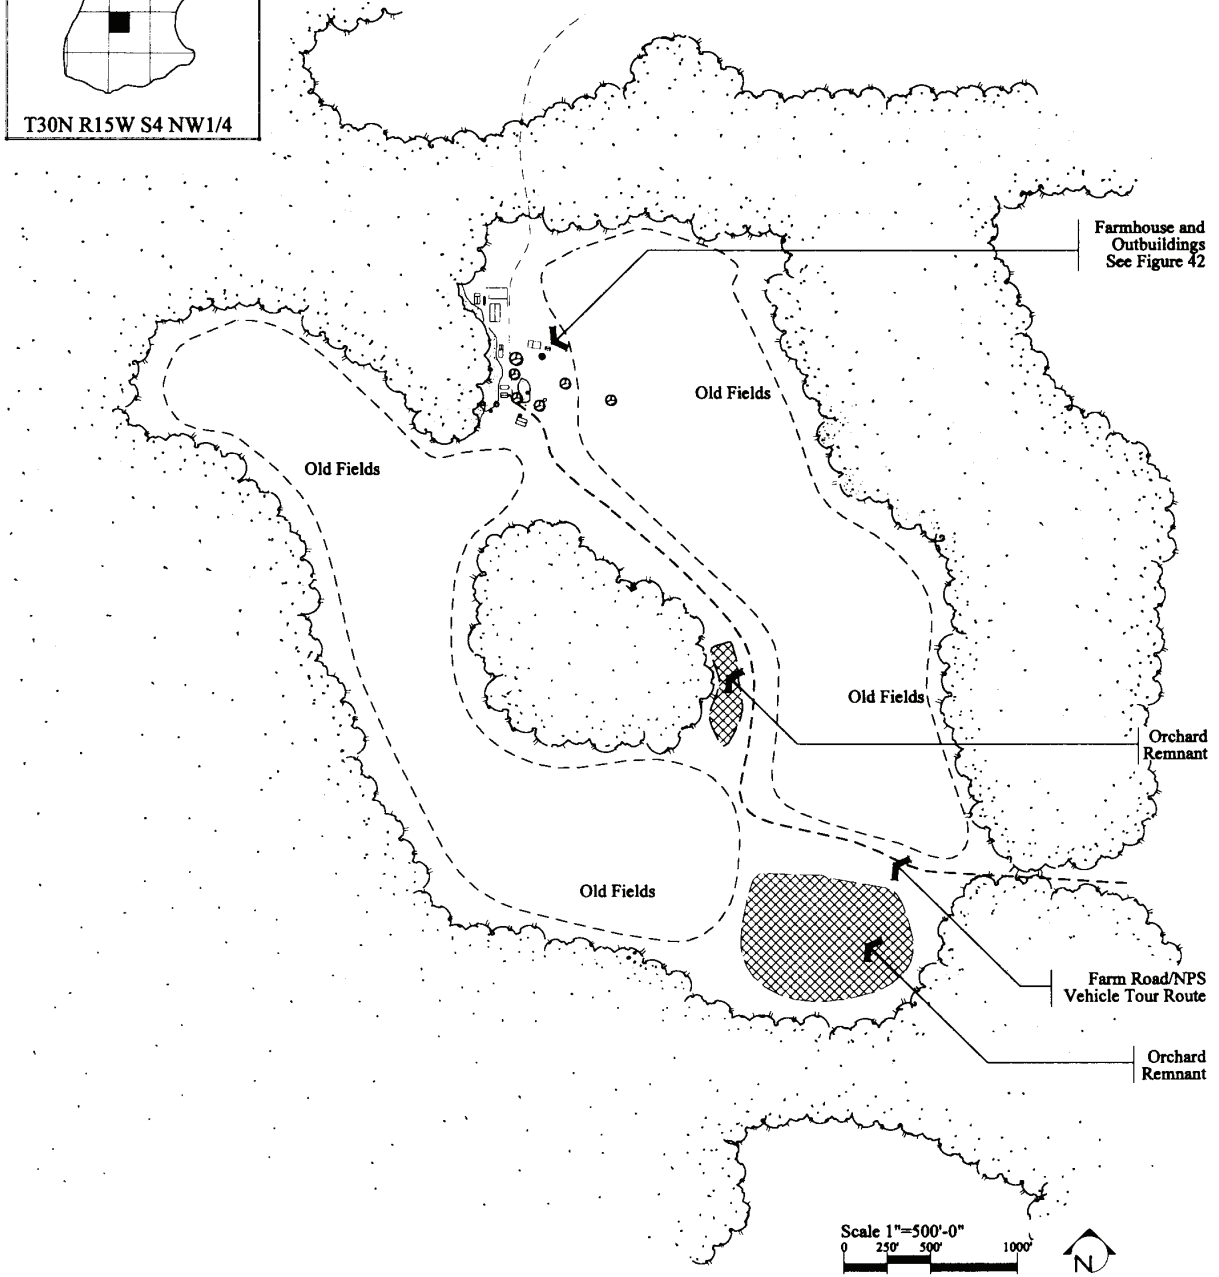 T30N R15W S4 NW1/4
Farmhouse and
Outbuildings
See Figure 42
Old Fields
Old Fields
Old Fields
Orchard
Remnant
Old Fields
Farm Road/NPS
Vehicle Tour Route
Orchard
Remnant
Scale 1"=500'-0"
0 250' 500' 1000'
N